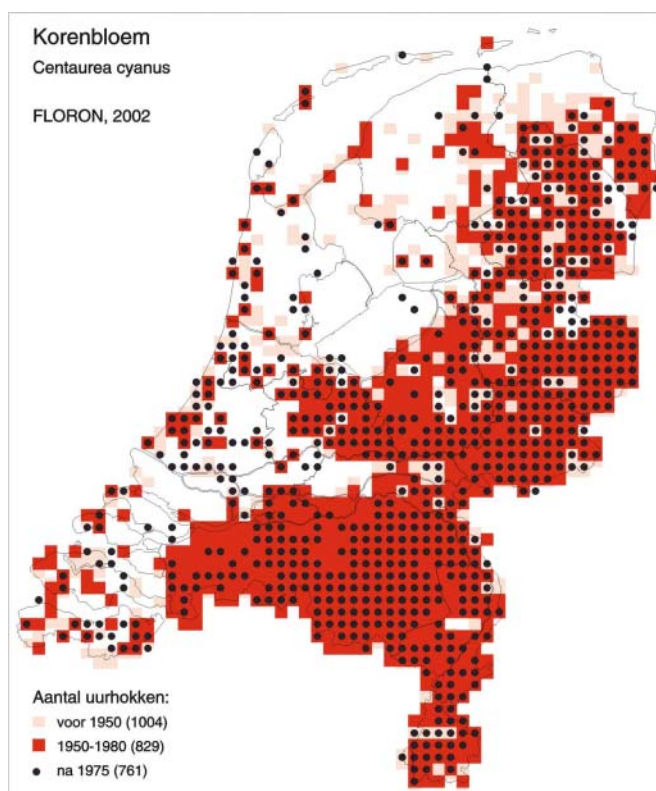 Korenbloem
Centaurea cyanus
FLORON, 2002
Aantal uurhokken:
voor 1950 (1004)
1950-1980 (829)
na 1975 (761)